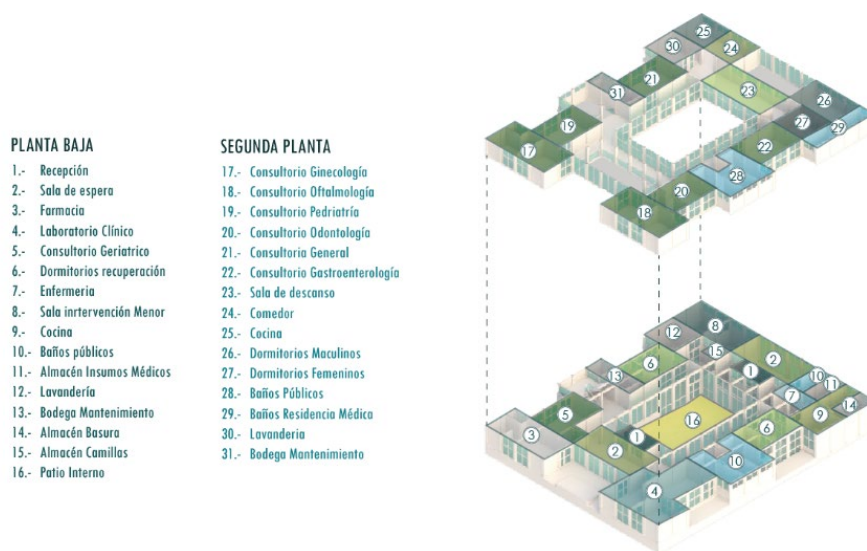 PLANTA BAJA
1.- Recepción
2.- Sala de espera
3.- Farmacia
4.- Laboratorio Clínico
5.- Consultorio Geriatrico
6.- Dormitorios recuperación
7.- Enfermeria
8.- Sala inrtervención Menor
9.- Cocina
10.- Baños públicos
11.- Almacén Insumos Médicos
12.- Lavandería
13.- Bodega Mantenimiento
14.- Almacén Basura
15.- Almacén Camillas
16.- Patio Interno
SEGUNDA PLANTA
17.- Consultorio Ginecología
18.- Consultorio Oftalmología
19.- Consultorio Pedriatría
20.- Consultorio Odontología
21.- Consultoria General
22.- Consultorio Gastroenterología
23.- Sala de descanso
24.- Comedor
25.- Cocina
26.- Dormitorios Maculinos
27.- Dormitorios Femeninos
28.- Baños Públicos
29.- Baños Residencia Médica
30.- Lavanderia
31.- Bodega Mantenimiento
25
30
24
21
31
23
26
27
29
19
17
22
28
20
18
8
12
15
2
6
1
13
10
11
7
14
5
16
9
6
3
1
2
10
4